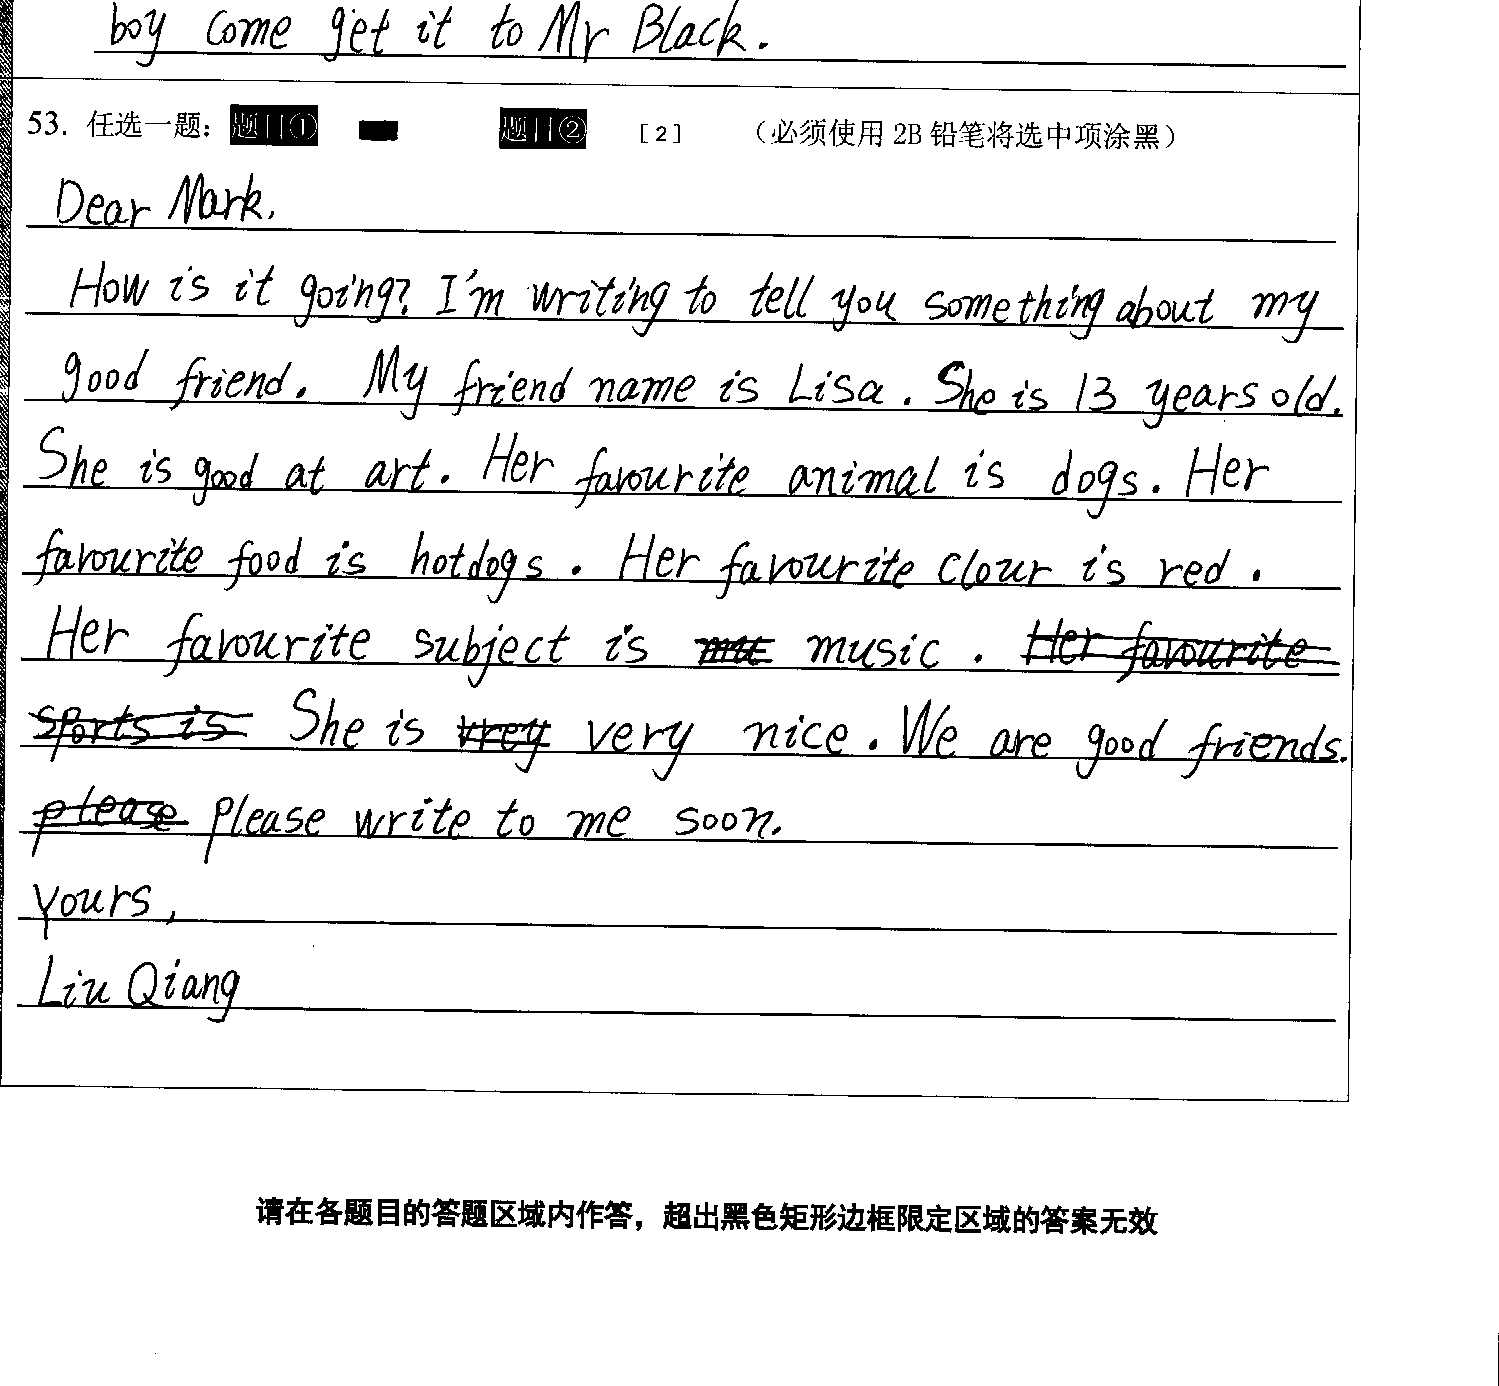 boy come get it to Mr Black.
53. 任选一题: 题目① 题目② [2] (必须使用 2B 铅笔将选中项涂黑)
Dear Mark,
How is it going? I'm writing to tell you something about my
good friend. My friend name is Lisa. She is 13 years old.
She is good at art. Her favourite animal is dogs. Her
favourite food is hotdogs. Her favourite clour is red.
Her favourite subject is mu music. Her favourite
sports is She is vrey very nice. We are good friends.
please please write to me soon.
Yours,
Liu Qiang
请在各题目的答题区域内作答，超出黑色矩形边框限定区域的答案无效